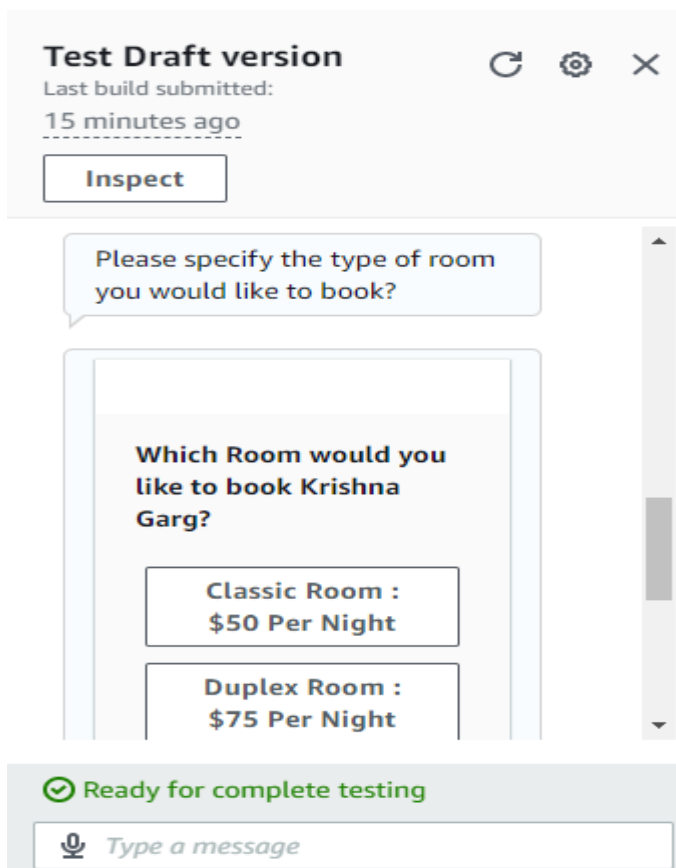 Test Draft version
Last build submitted:
15 minutes ago
Inspect
Please specify the type of room
you would like to book?
Which Room would you
like to book Krishna
Garg?
Classic Room :
$50 Per Night
Duplex Room :
$75 Per Night
Ready for complete testing
Type a message